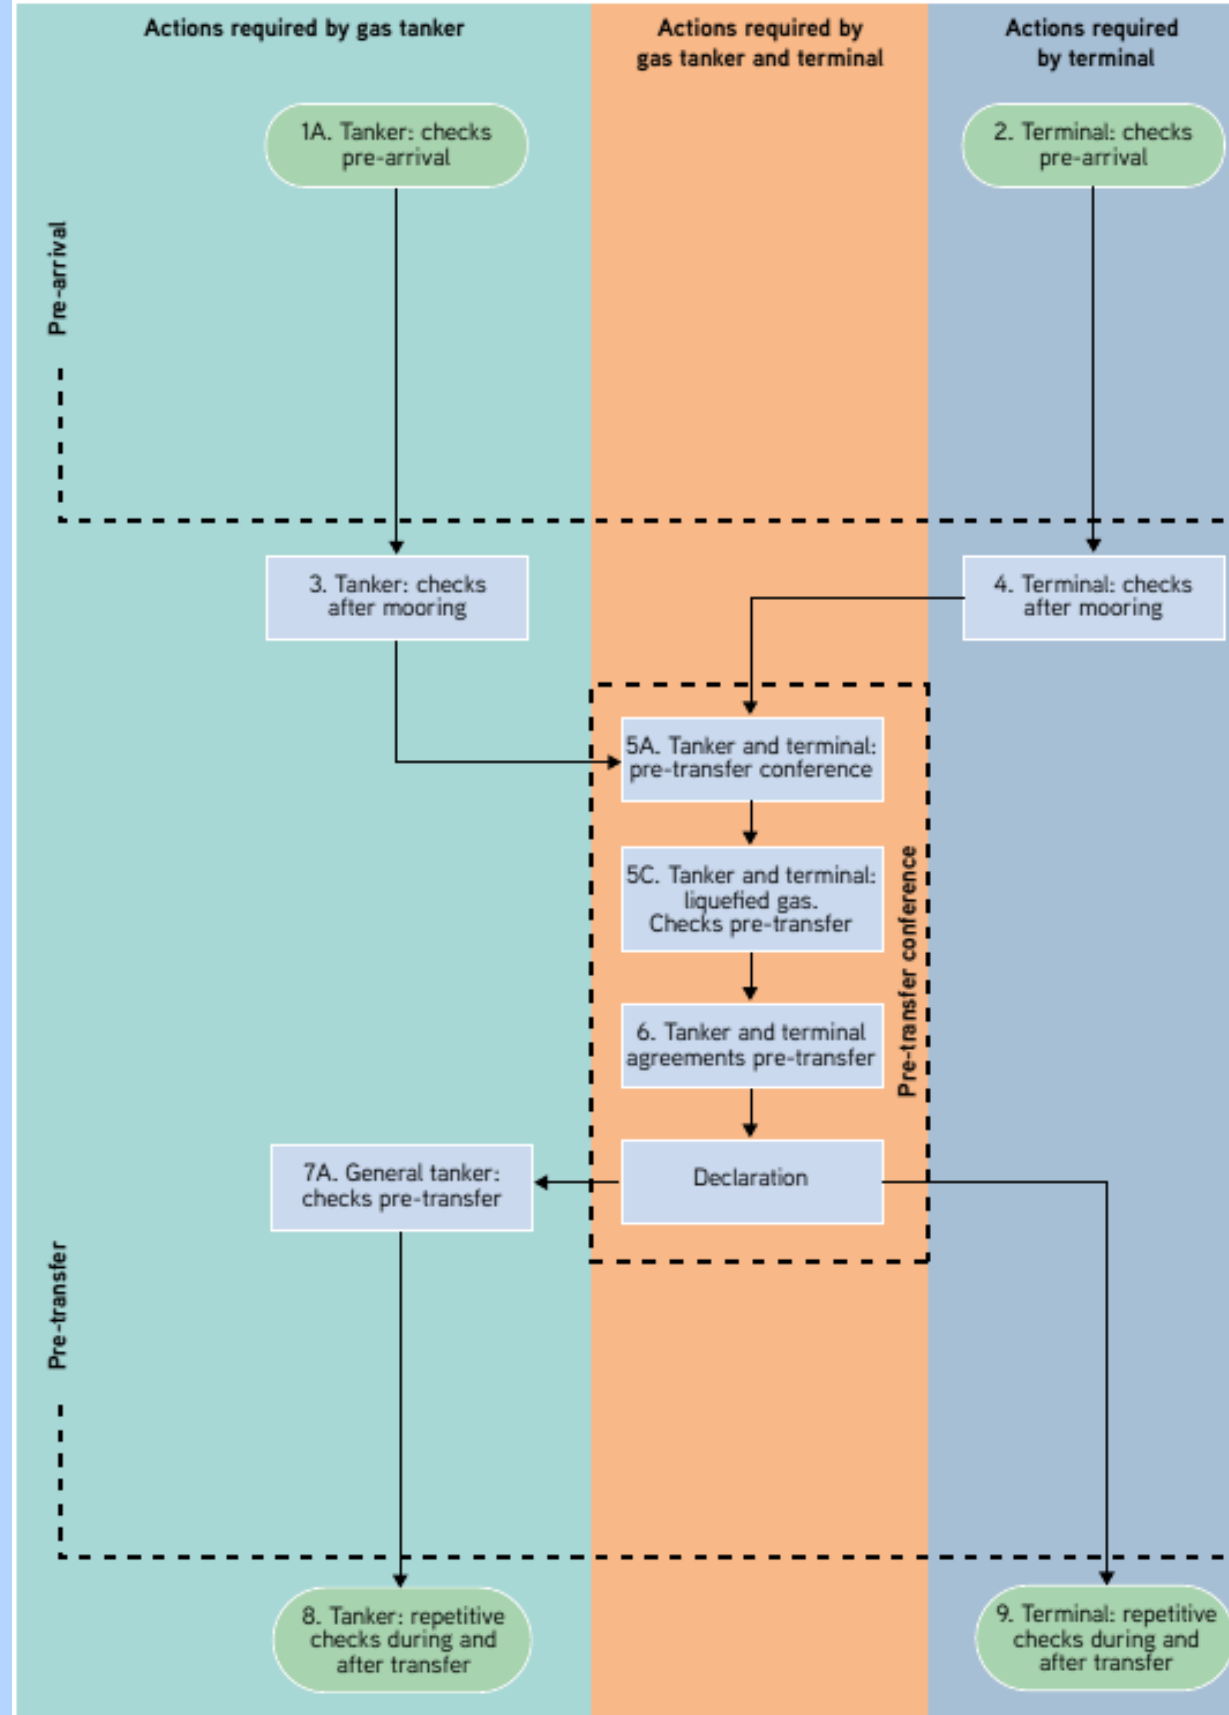 Actions required by gas tanker
Actions required by
gas tanker and terminal
Actions required
by terminal
1A. Tanker: checks
pre-arrival
2. Terminal: checks
pre-arrival
Pre-arrival
3. Tanker: checks
after mooring
4. Terminal: checks
after mooring
5A. Tanker and terminal:
pre-transfer conference
5C. Tanker and terminal:
liquefied gas.
Checks pre-transfer
Pre-transfer conference
6. Tanker and terminal
agreements pre-transfer
7A. General tanker:
checks pre-transfer
Declaration
Pre-transfer
8. Tanker: repetitive
checks during and
after transfer
9. Terminal: repetitive
checks during and
after transfer